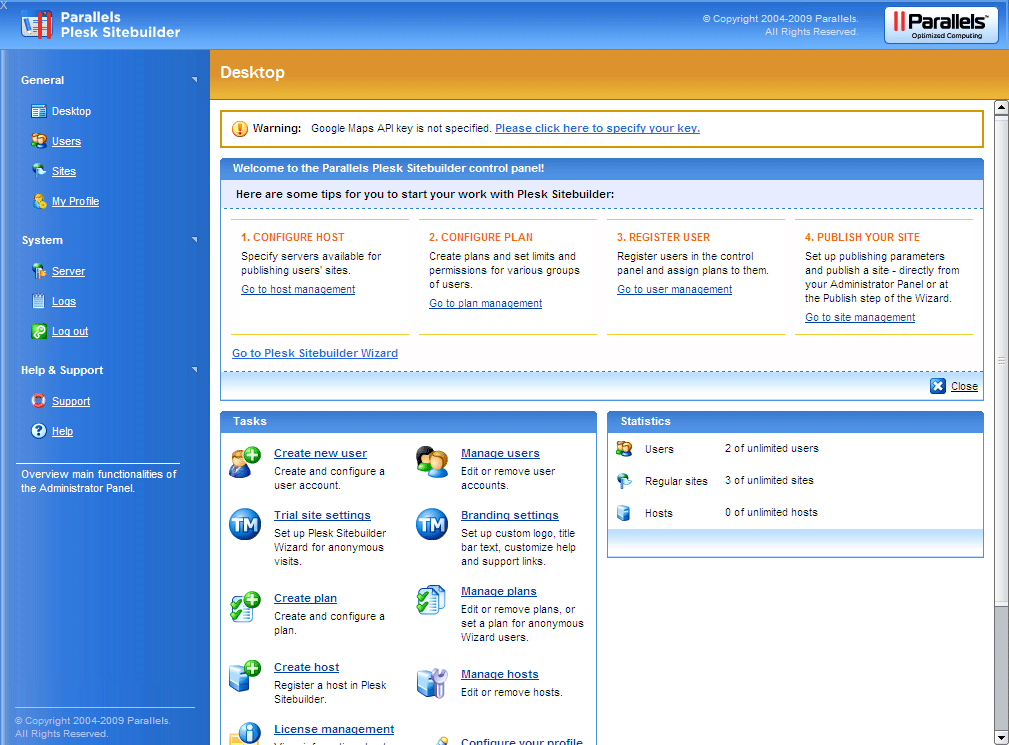 X
Parallels
Plesk Sitebuilder
© Copyright 2004-2009 Parallels.
All Rights Reserved.
Parallels™
Optimized Computing
General
Desktop
Users
Sites
My Profile
System
Server
Logs
Log out
Help & Support
Support
Help
Overview main functionalities of
the Administrator Panel.
© Copyright 2004-2009 Parallels.
All Rights Reserved.
Desktop
Warning: Google Maps API key is not specified. Please click here to specify your key.
Welcome to the Parallels Plesk Sitebuilder control panel!
Here are some tips for you to start your work with Plesk Sitebuilder:
1. CONFIGURE HOST
Specify servers available for
publishing users' sites.
Go to host management
2. CONFIGURE PLAN
Create plans and set limits and
permissions for various groups
of users.
Go to plan management
3. REGISTER USER
Register users in the control
panel and assign plans to them.
Go to user management
4. PUBLISH YOUR SITE
Set up publishing parameters
and publish a site - directly from
your Administrator Panel or at
the Publish step of the Wizard.
Go to site management
Go to Plesk Sitebuilder Wizard
Close
Tasks
Create new user
Create and configure a
user account.
Manage users
Edit or remove user
accounts.
TM
Trial site settings
Set up Plesk Sitebuilder
Wizard for anonymous
visits.
TM
Branding settings
Set up custom logo, title
bar text, customize help
and support links.
Create plan
Create and configure a
plan.
Manage plans
Edit or remove plans, or
set a plan for anonymous
Wizard users.
Create host
Register a host in Plesk
Sitebuilder.
Manage hosts
Edit or remove hosts.
License management
Configure your profile
Statistics
Users 2 of unlimited users
Regular sites 3 of unlimited sites
Hosts 0 of unlimited hosts